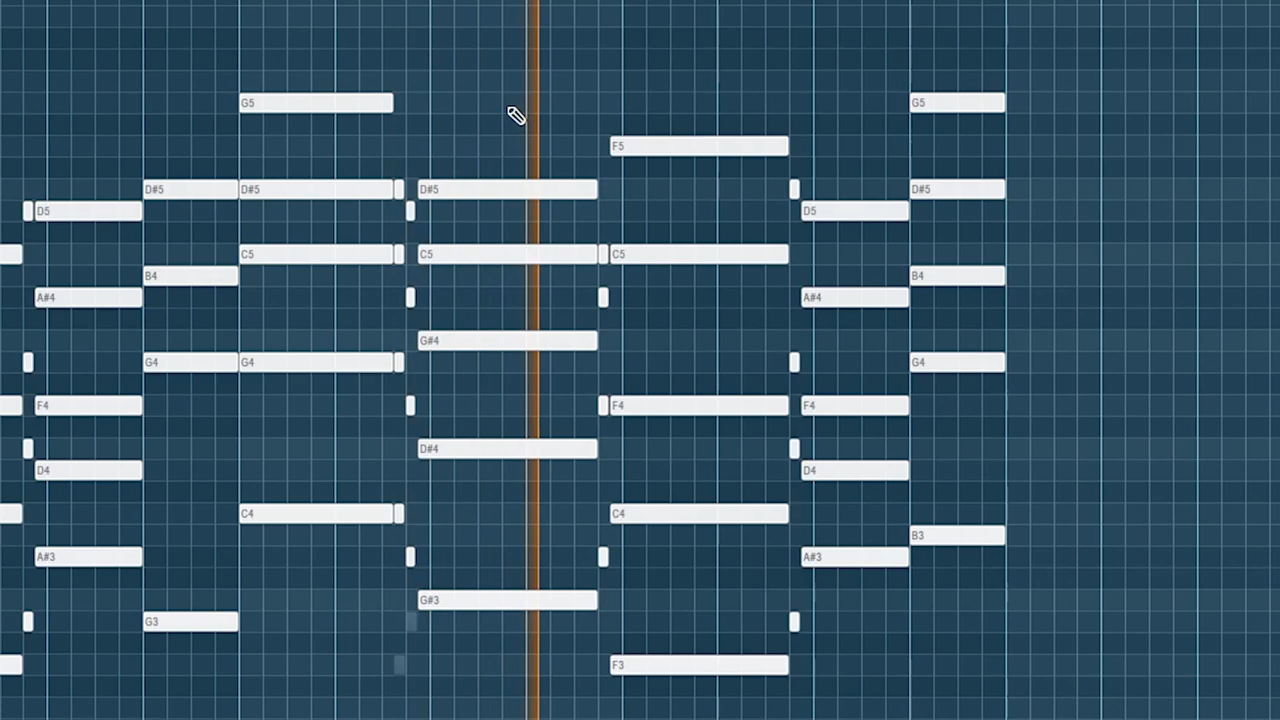 G5 G5
F5
D#5 D#5 D#5 D#5
D5 D5
C5 C5 C5
B4 B4
A#4 A#4
G#4
G4 G4 G4
F4 F4 F4
D#4
D4 D4
C4 C4
B3
A#3 A#3
G#3
G3
F3